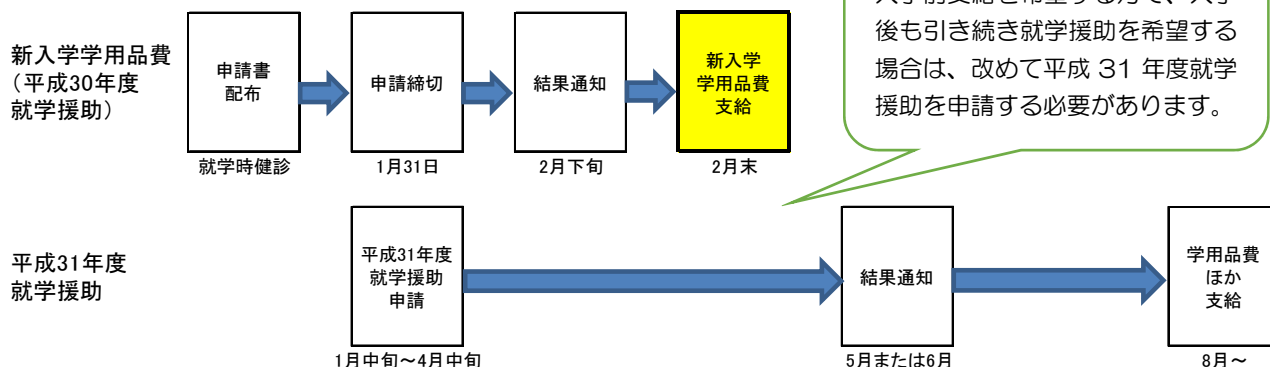 後も引き続き就学援助を希望する
場合は、改めて平成 31 年度就学
援助を申請する必要があります。
新入学学用品費
（平成30年度
就学援助）
申請書
配布
就学時健診
申請締切
1月31日
結果通知
2月下旬
新入学
学用品費
支給
2月末
平成31年度
就学援助
平成31年度
就学援助
申請
1月中旬～4月中旬
結果通知
5月または6月
学用品費
ほか
支給
8月～